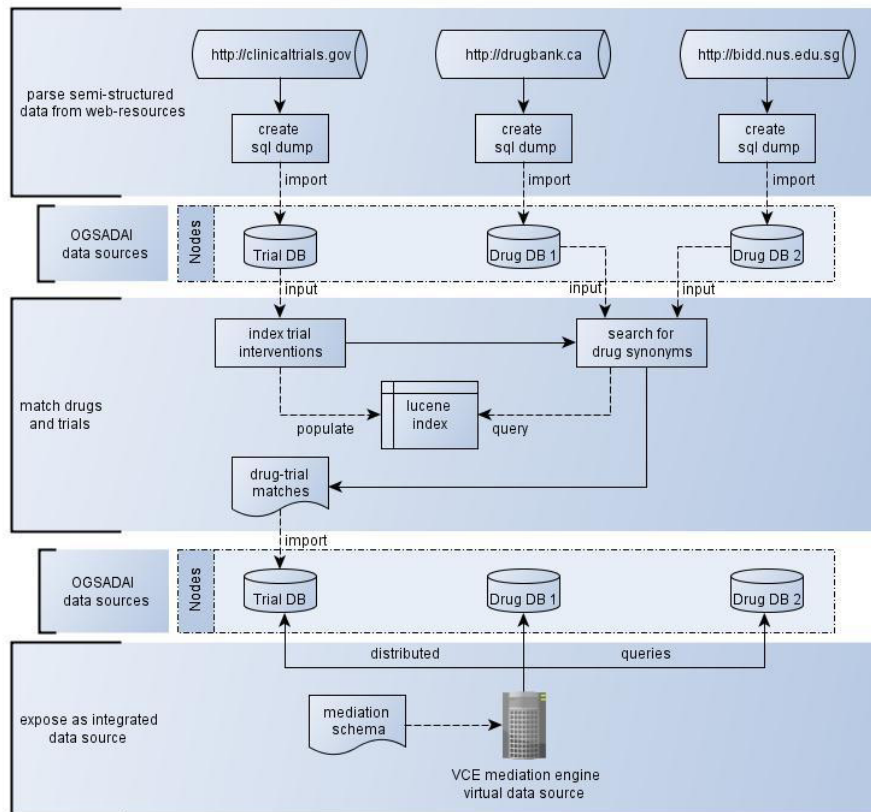 http://clinicaltrials.gov
http://drugbank.ca
http://bidd.nus.edu.sg
parse semi-structured
data from web-resources
create
sql dump
create
sql dump
create
sql dump
import
import
import
OGSADAI
data sources
Nodes
Trial DB
Drug DB 1
Drug DB 2
input
input
input
index trial
interventions
search for
drug synonyms
match drugs
and trials
lucene
index
populate
query
drug-trial
matches
import
OGSADAI
data sources
Nodes
Trial DB
Drug DB 1
Drug DB 2
distributed
queries
expose as integrated
data source
mediation
schema
VCE mediation engine
virtual data source